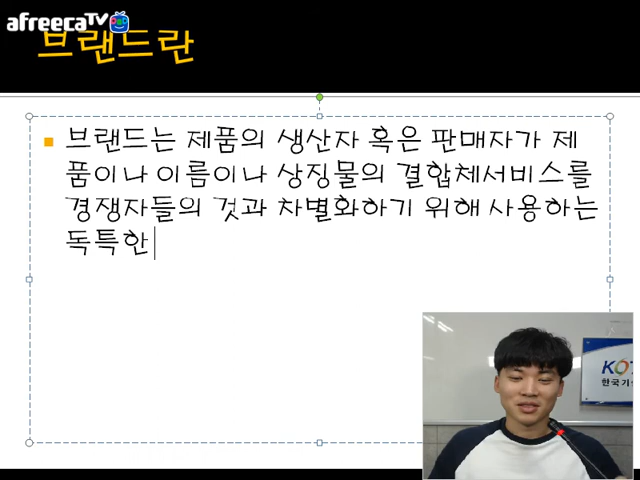 afreecaTV
브랜드란
브랜드는 제품의 생산자 혹은 판매자가 제
품이나 이름이나 상징물의 결합체서비스를
경쟁자들의 것과 차별화하기 위해 사용하는
독특한
한국기